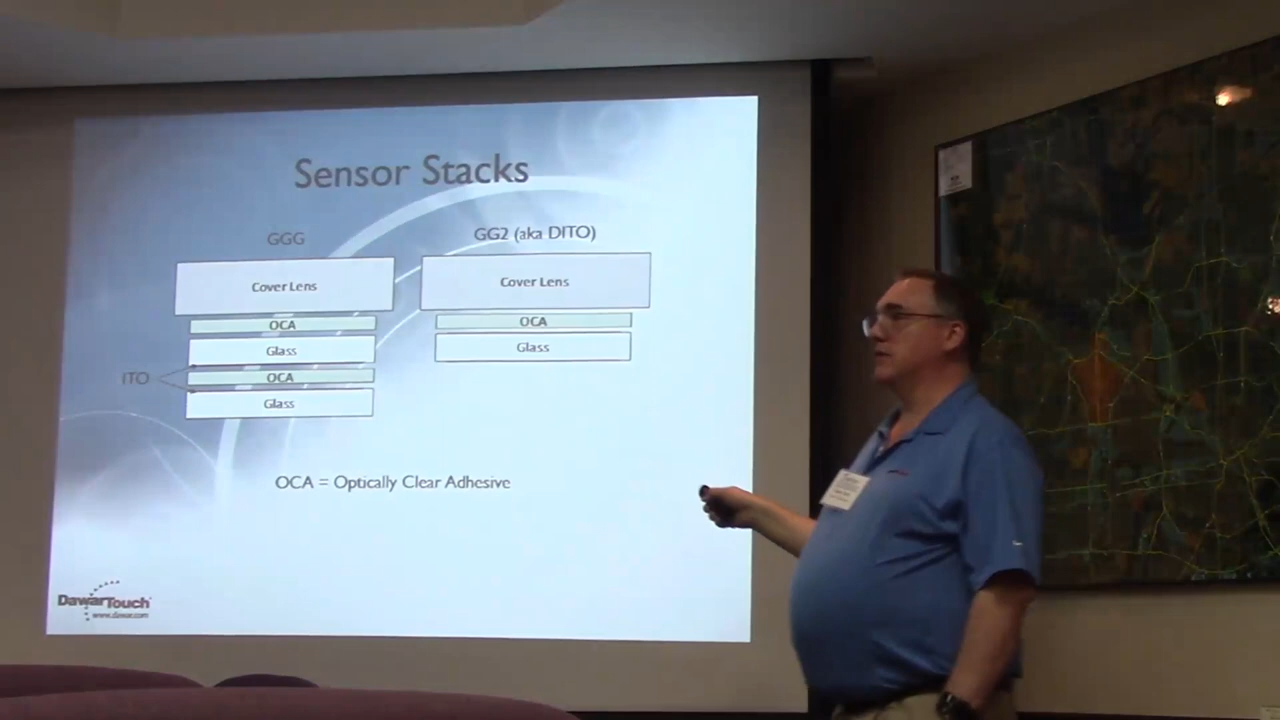 Sensor Stacks
GGG
GG2 (aka DITO)
Cover Lens
OCA
Glass
ITO
OCA
Glass
Cover Lens
OCA
Glass
OCA = Optically Clear Adhesive
DawarTouch
www.dawar.com